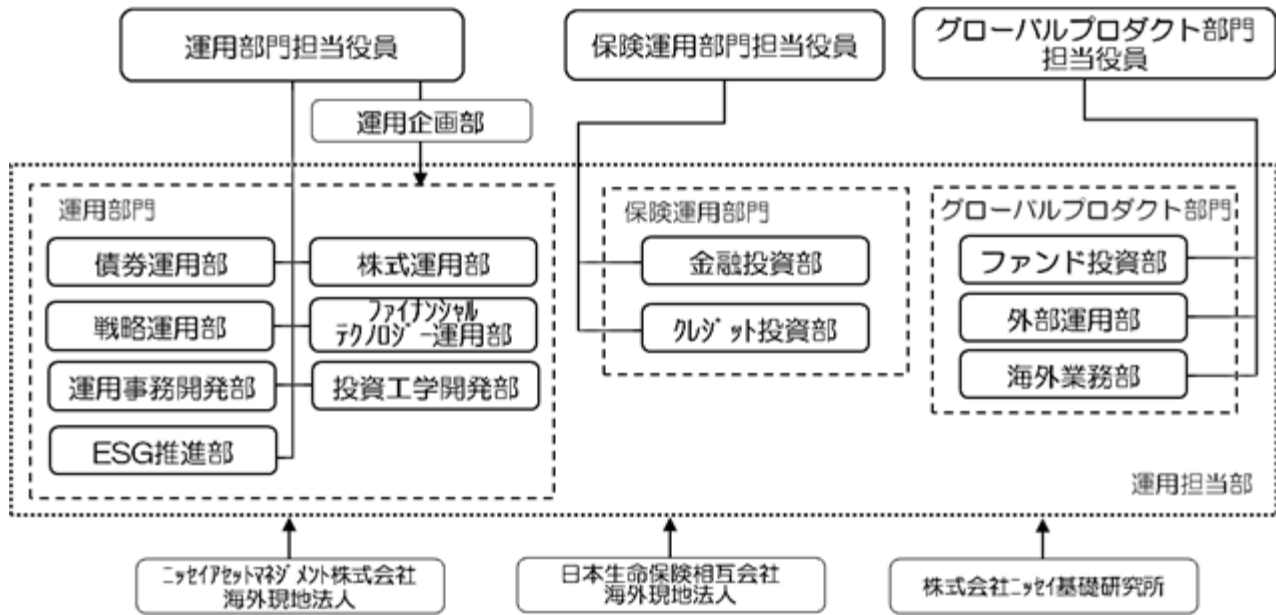 運用部門担当役員
保険運用部門担当役員
グローバルプロダクト部門
担当役員
運用企画部
運用部門
債券運用部
株式運用部
戦略運用部
ファイナンシャル
テクノロジー運用部
運用事務開発部
投資工学開発部
ESG推進部
保険運用部門
金融投資部
クレジット投資部
グローバルプロダクト部門
ファンド投資部
外部運用部
海外業務部
運用担当部
ニッセイアセットマネジメント株式会社
海外現地法人
日本生命保険相互会社
海外現地法人
株式会社ニッセイ基礎研究所